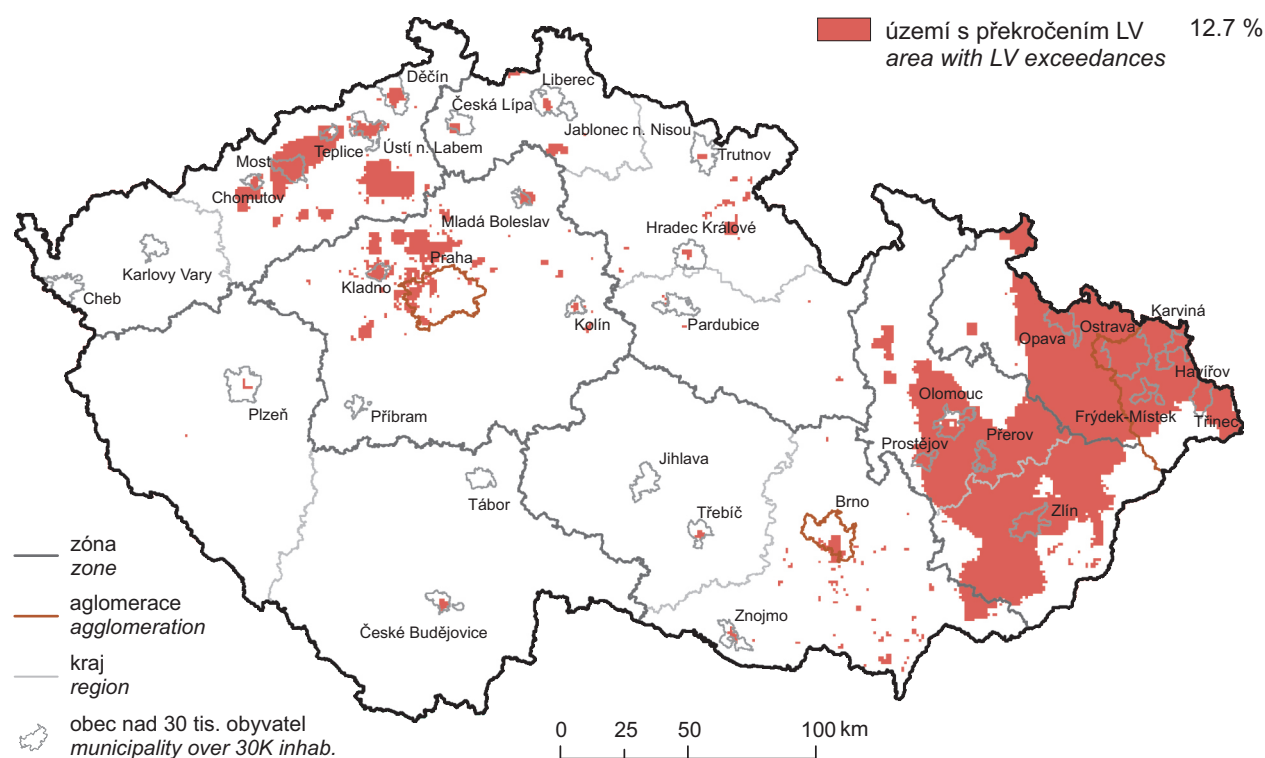 území s překročením LV 12.7 %
area with LV exceedances
Děčín
Liberec
Česká Lípa
Jablonec n. Nisou
Teplice
Ústí n. Labem
Most
Trutnov
Chomutov
Mladá Boleslav
Hradec Králové
Karlovy Vary
Praha
Kladno
Cheb
Kolín
Pardubice
Karviná
Opava
Ostrava
Havířov
Plzeň
Příbram
Olomouc
Frýdek-Místek
Třinec
Prostějov
Přerov
Jihlava
Tábor
Třebíč
Brno
Zlín
Znojmo
České Budějovice
zóna
zone
aglomerace
agglomeration
kraj
region
obec nad 30 tis. obyvatel
municipality over 30K inhab.
0 25 50 100 km